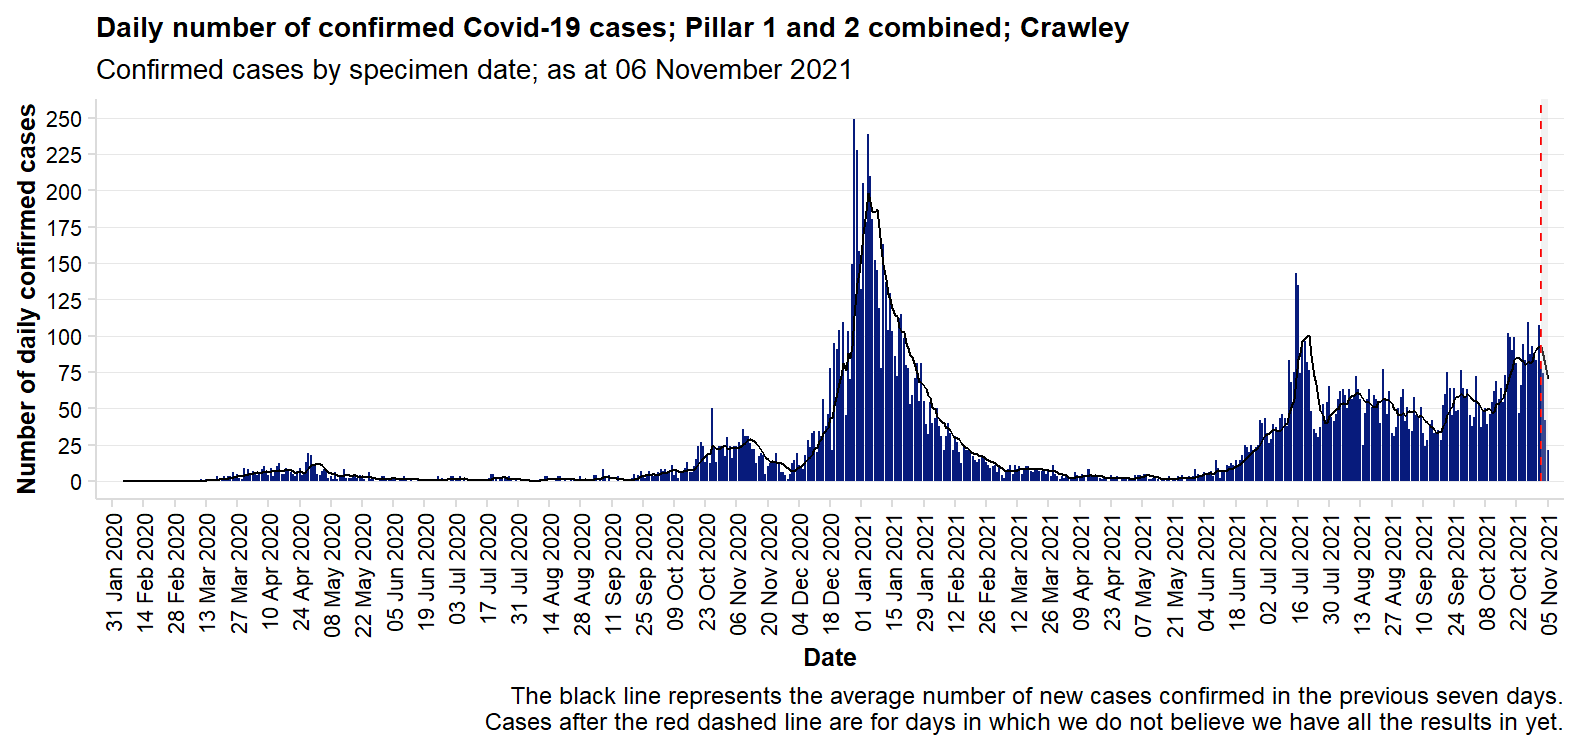 Daily number of confirmed Covid-19 cases; Pillar 1 and 2 combined; Crawley
Confirmed cases by specimen date; as at 06 November 2021
Number of daily confirmed cases
250
225
200
175
150
125
100
75
50
25
0
31 Jan 2020
14 Feb 2020
28 Feb 2020
13 Mar 2020
27 Mar 2020
10 Apr 2020
24 Apr 2020
08 May 2020
22 May 2020
05 Jun 2020
19 Jun 2020
03 Jul 2020
17 Jul 2020
31 Jul 2020
14 Aug 2020
28 Aug 2020
11 Sep 2020
25 Sep 2020
09 Oct 2020
23 Oct 2020
06 Nov 2020
20 Nov 2020
04 Dec 2020
18 Dec 2020
01 Jan 2021
15 Jan 2021
29 Jan 2021
12 Feb 2021
26 Feb 2021
12 Mar 2021
26 Mar 2021
09 Apr 2021
23 Apr 2021
07 May 2021
21 May 2021
04 Jun 2021
18 Jun 2021
02 Jul 2021
16 Jul 2021
30 Jul 2021
13 Aug 2021
27 Aug 2021
10 Sep 2021
24 Sep 2021
08 Oct 2021
22 Oct 2021
05 Nov 2021
Date
The black line represents the average number of new cases confirmed in the previous seven days.
Cases after the red dashed line are for days in which we do not believe we have all the results in yet.